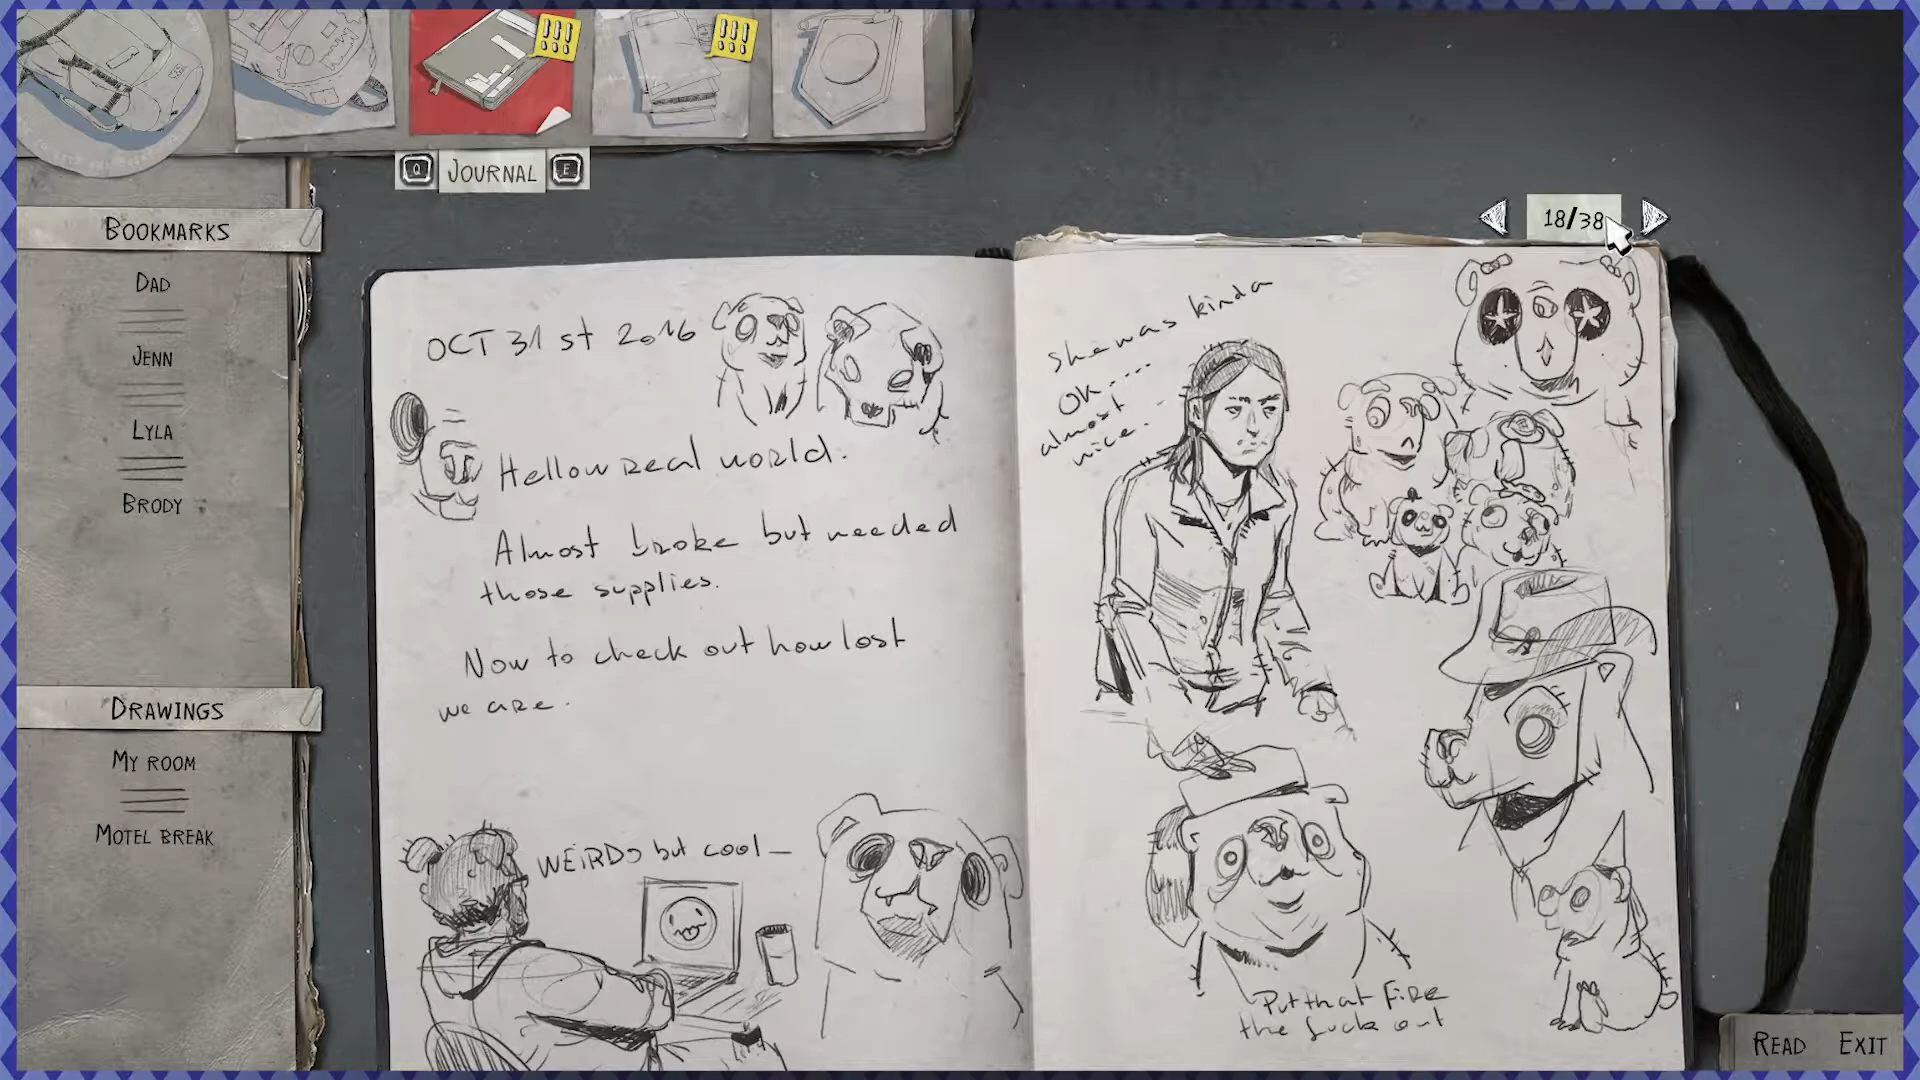 Q JOURNAL E
18/38
BOOKMARKS
DAD
JENN
LYLA
BRODY
DRAWINGS
MY ROOM
MOTEL BREAK
OCT 31 st 2016
Hellow real world.
Almost broke but needed
those supplies.
Now to check out how lost
we are.
WEIRDO but cool_
she was kinda
OK....
almost
nice.
Put that FiRE
the fuck out
READ EXIT